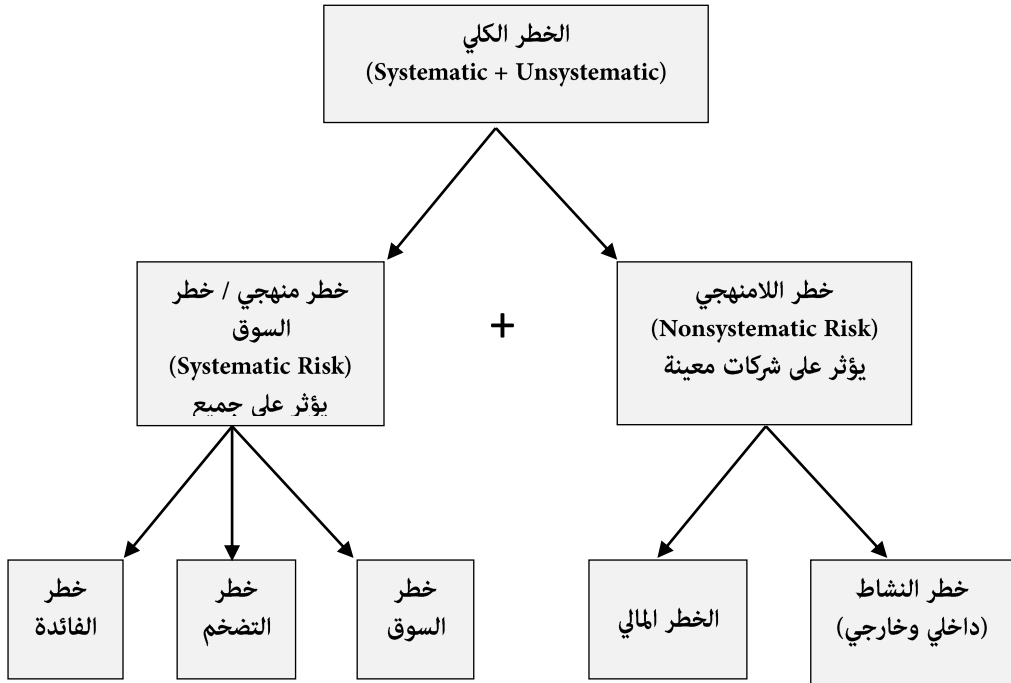 الخطر الكلي
(Systematic + Unsystematic)
خطر اللامنهجي
(Nonsystematic Risk)
يؤثر على شركات معينة
+
خطر منهجي / خطر
السوق
(Systematic Risk)
يؤثر على جميع
خطر النشاط
(داخلي وخارجي)
الخطر المالي
خطر
السوق
خطر
التضخم
خطر
الفائدة